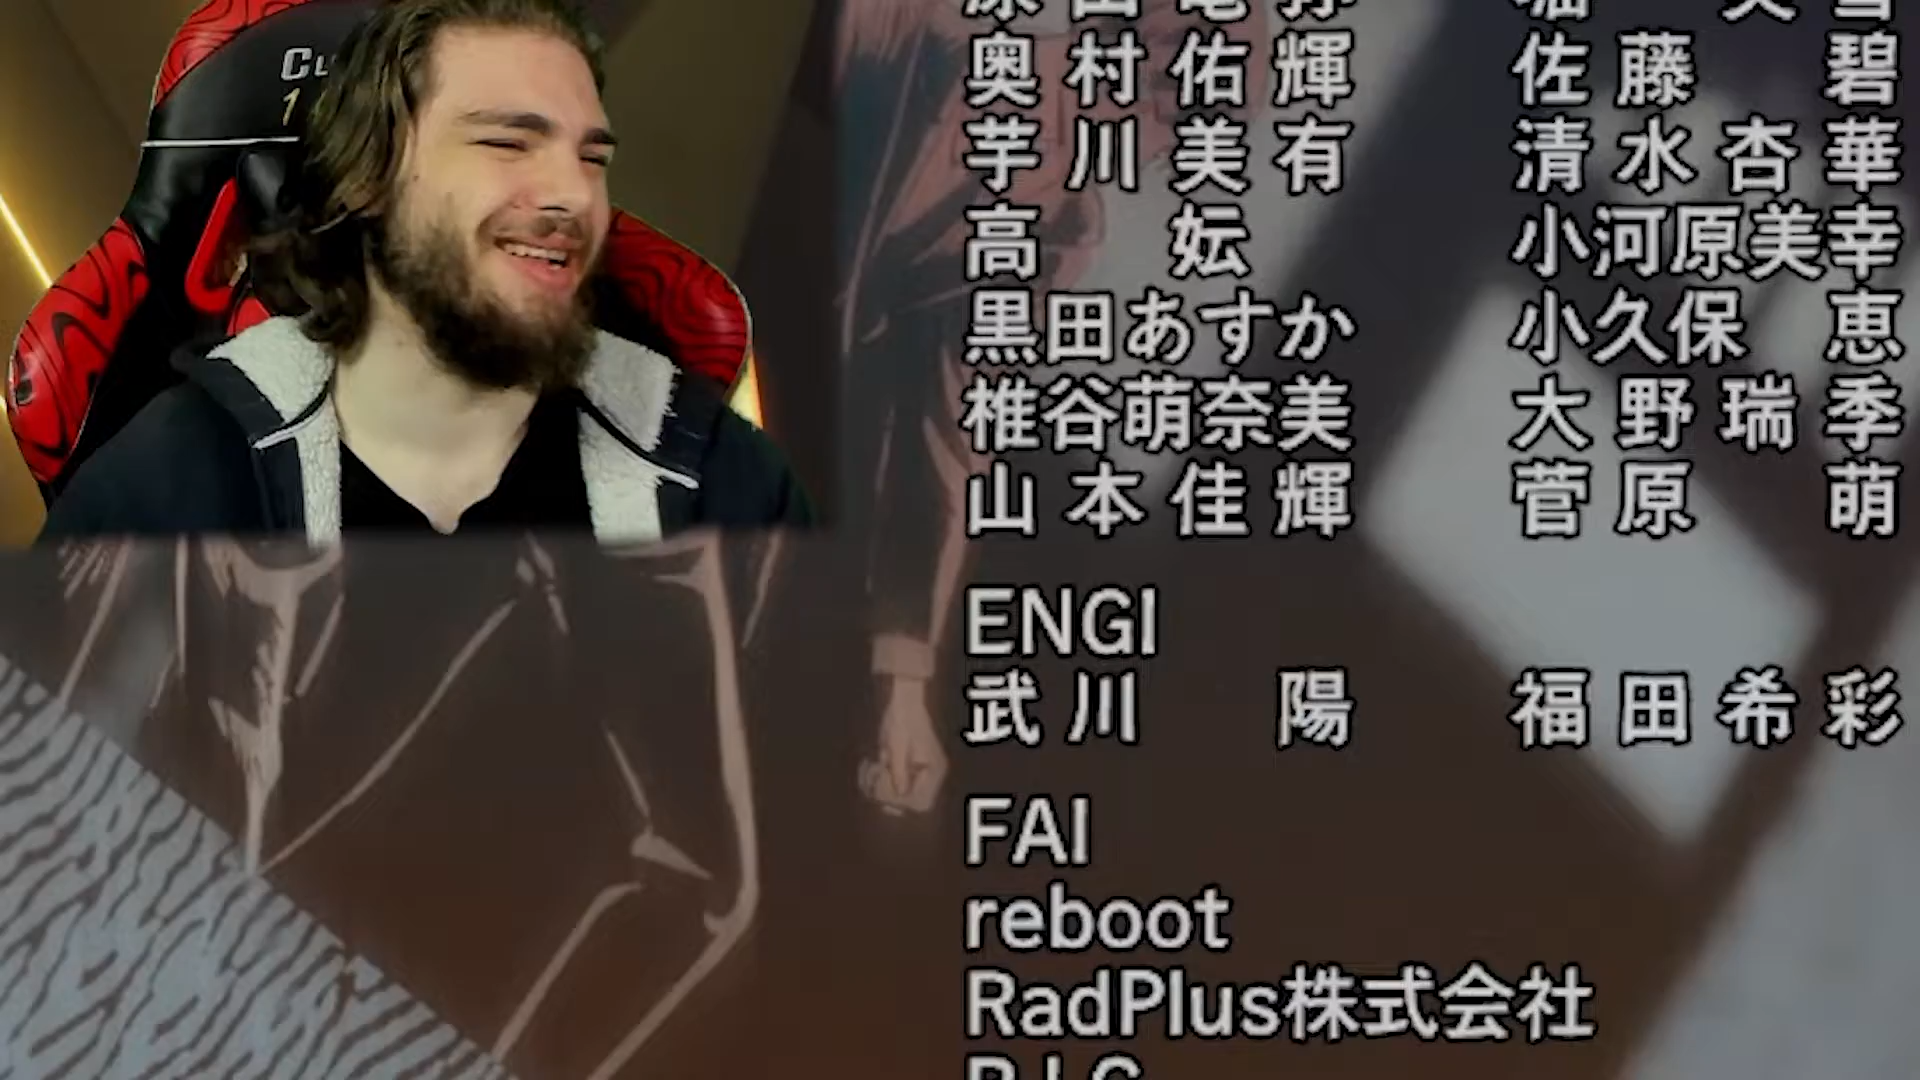 奥村佑輝 佐藤 碧
芋川美有 清水杏華
高 妘 小河原美幸
黒田あすか 小久保 恵
椎谷萌奈美 大野瑞季
山本佳輝 菅原 萌
ENGI
武川 陽 福田希彩
FAI
reboot
RadPlus株式会社